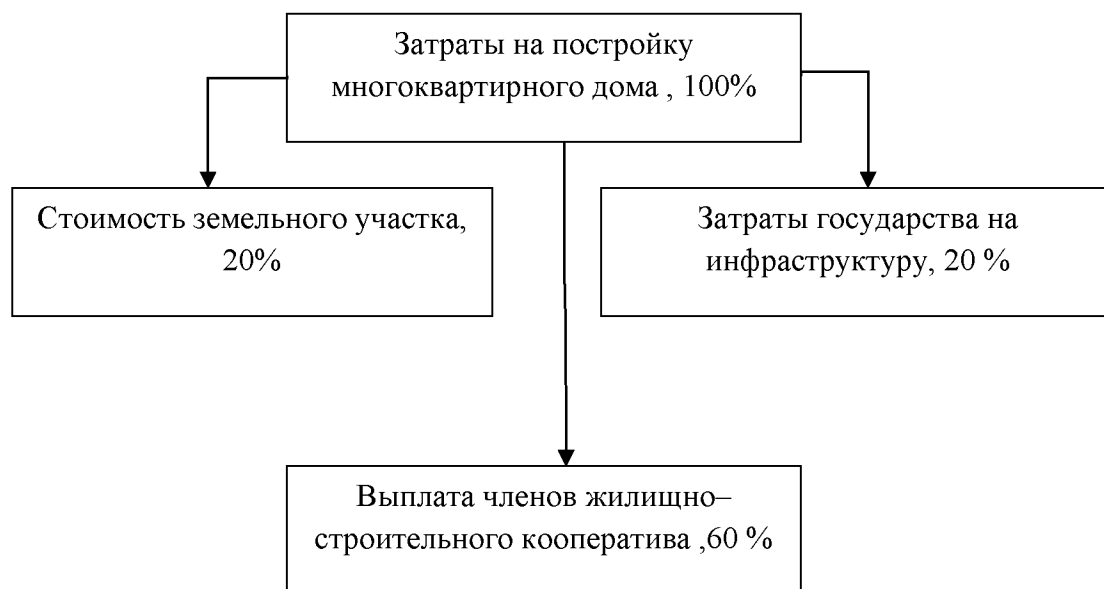 Затраты на постройку
многоквартирного дома , 100%
Стоимость земельного участка,
20%
Затраты государства на
инфраструктуру, 20 %
Выплата членов жилищно–
строительного кооператива ,60 %